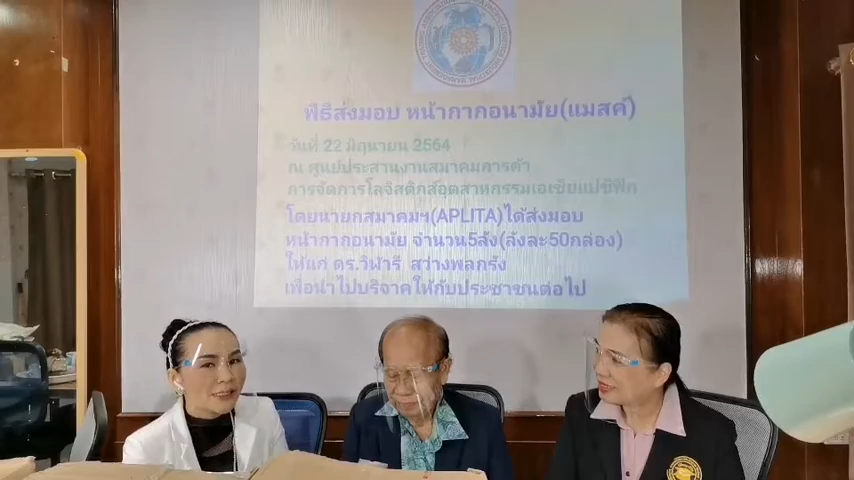 พิธีส่งมอบ หน้ากากอนามัย(แมสค์)
วันที่ 22 มิถุนายน 2564
ณ ศูนย์ประสานงานสมาคมการค้า
การจัดการโลจิสติกส์อุตสาหกรรมเอเซียแปซิฟิก
โดยนายกสมาคมฯ(APLITA)ได้ส่งมอบ
หน้ากากอนามัย จำนวน5ลัง(ลังละ50กล่อง)
ให้แก่ ดร.วิฬารี สว่างพลกรัง
เพื่อนำไปบริจาคให้กับประชาชนต่อไป